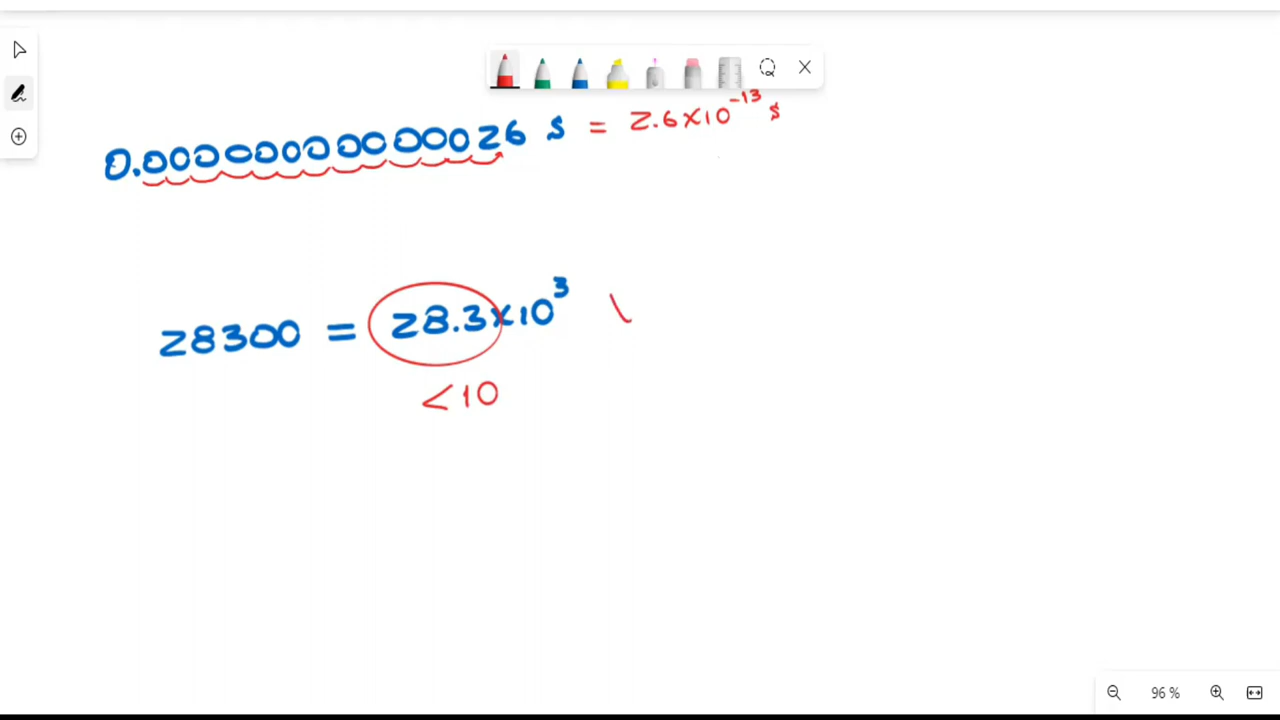 0.00000000000026 s = 2.6×10⁻¹³ s
28300 = 28.3×10³
<10
96 %